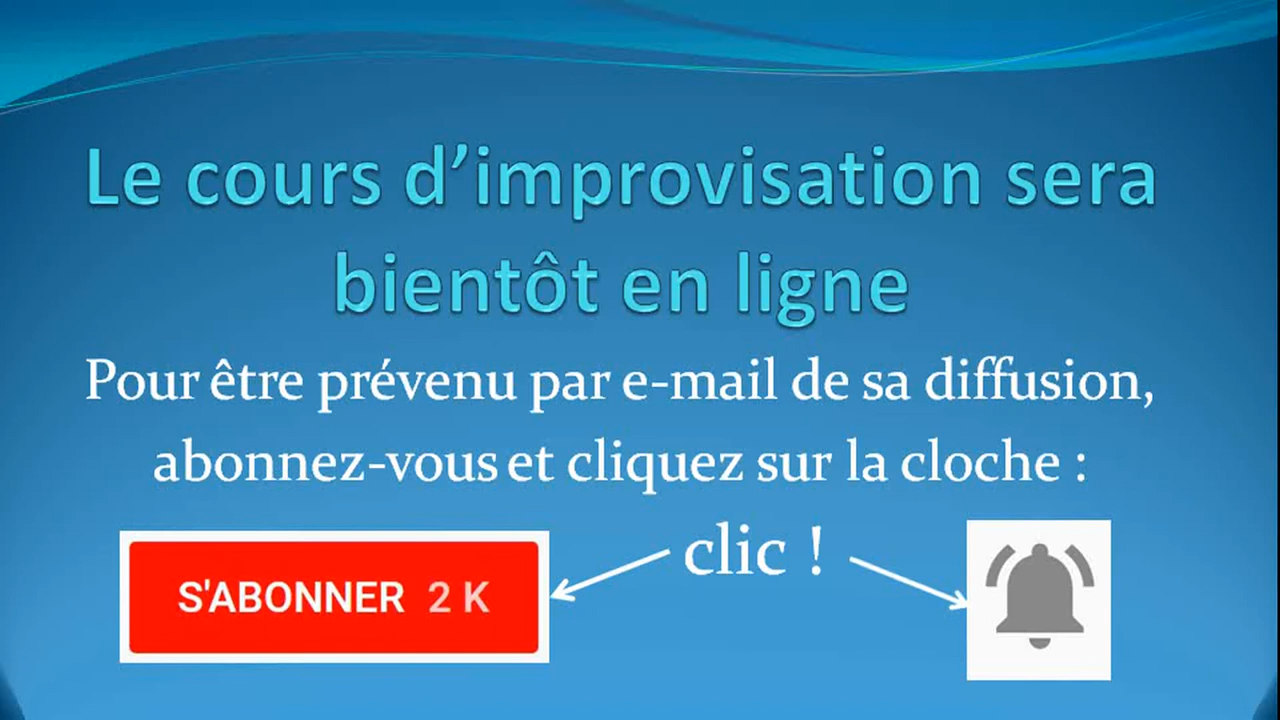 Le cours d’improvisation sera
bientôt en ligne
Pour être prévenu par e-mail de sa diffusion,
abonnez-vous et cliquez sur la cloche :
clic !
S'ABONNER 2 K